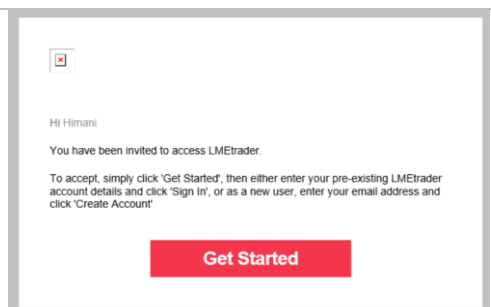 Hi Himani
You have been invited to access LMEtrader.
To accept, simply click 'Get Started', then either enter your pre-existing LMEtrader
account details and click 'Sign In', or as a new user, enter your email address and
click 'Create Account'
Get Started